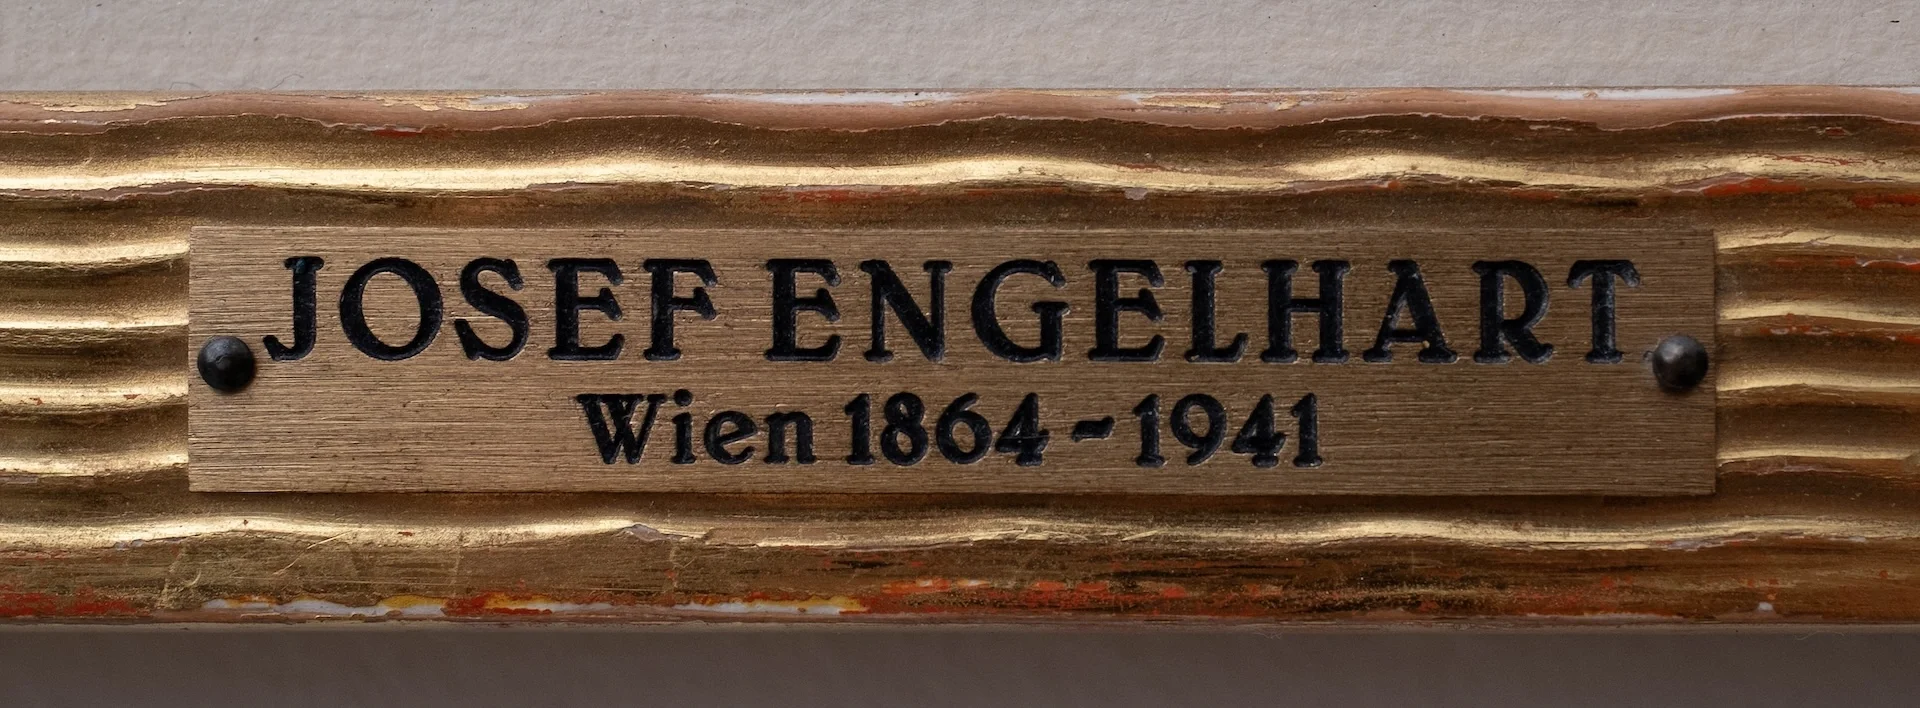 JOSEF ENGELHART
Wien 1864-1941